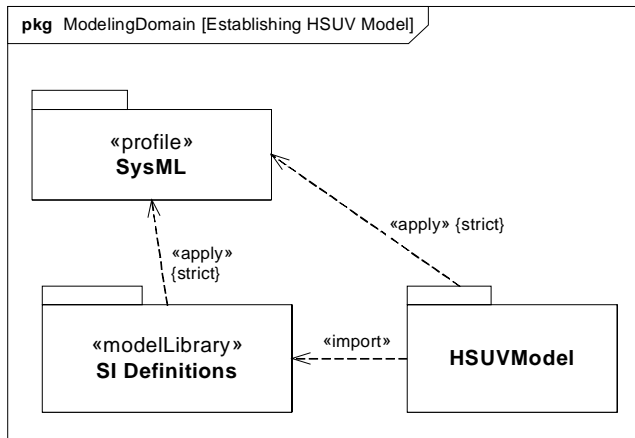 pkg ModelingDomain [Establishing HSUV Model]
«profile»
SysML
«apply» {strict}
«apply»
{strict}
«modelLibrary»
SI Definitions
«import»
HSUVModel